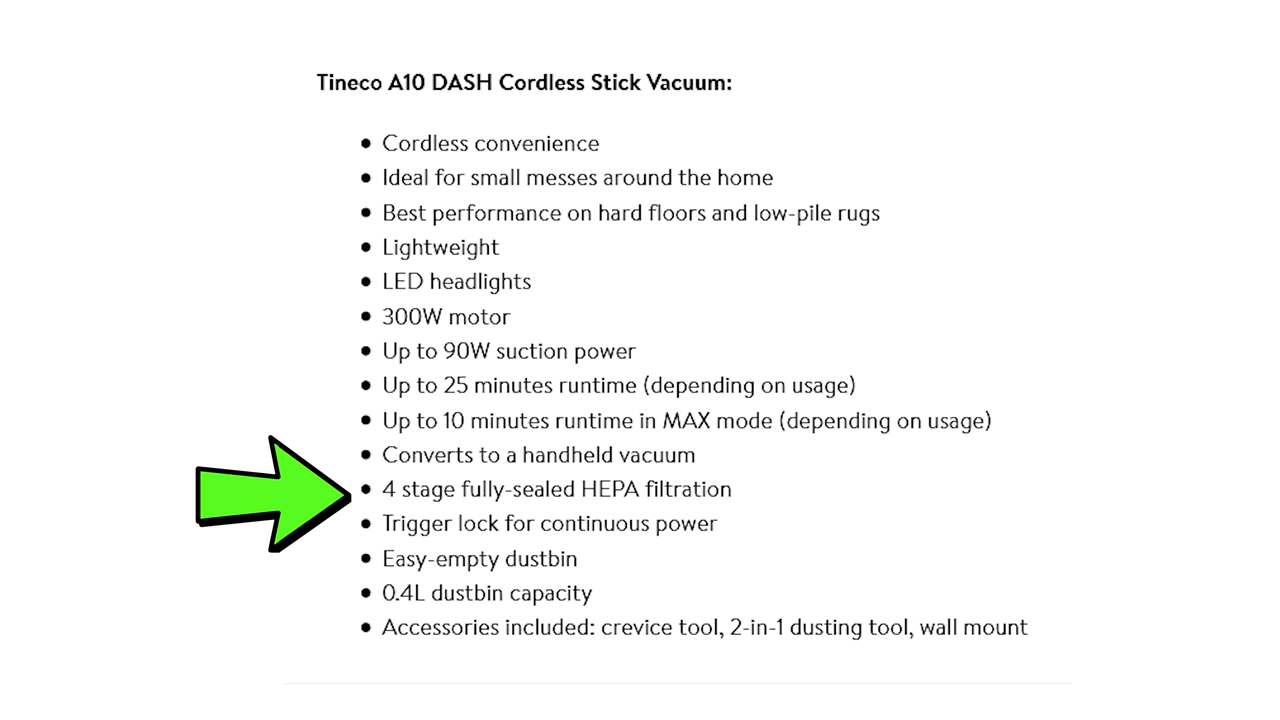 Tineco A10 DASH Cordless Stick Vacuum:
• Cordless convenience
• Ideal for small messes around the home
• Best performance on hard floors and low-pile rugs
• Lightweight
• LED headlights
• 300W motor
• Up to 90W suction power
• Up to 25 minutes runtime (depending on usage)
• Up to 10 minutes runtime in MAX mode (depending on usage)
• Converts to a handheld vacuum
• 4 stage fully-sealed HEPA filtration
• Trigger lock for continuous power
• Easy-empty dustbin
• 0.4L dustbin capacity
• Accessories included: crevice tool, 2-in-1 dusting tool, wall mount